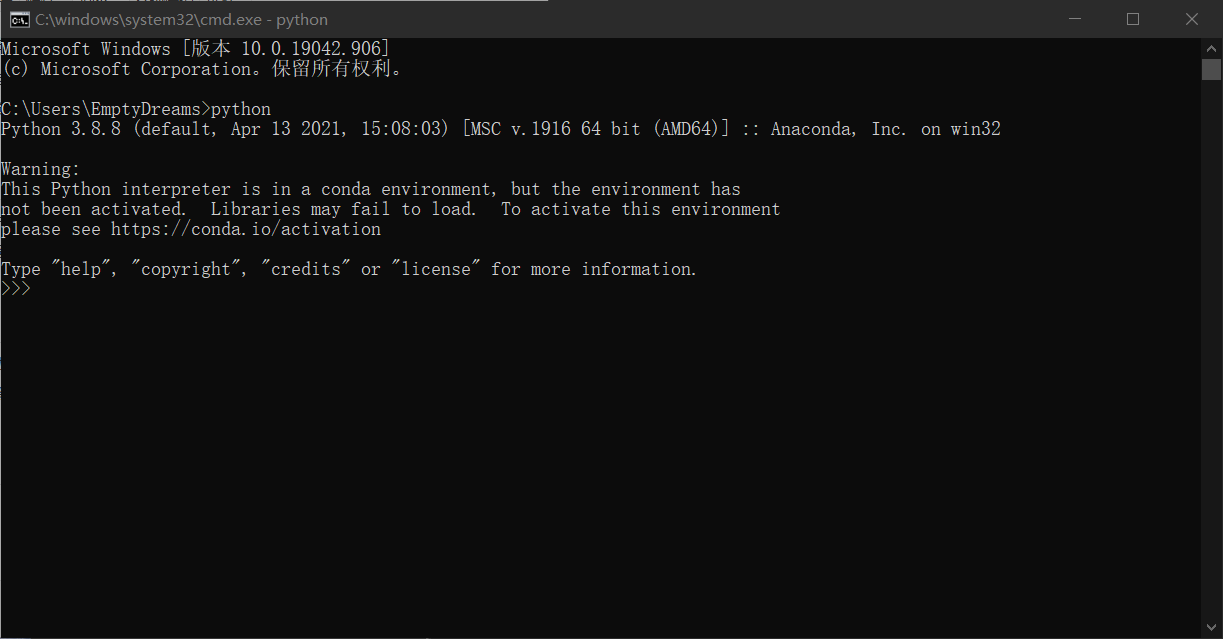 C:\windows\system32\cmd.exe - python
Microsoft Windows [版本 10.0.19042.906]
(c) Microsoft Corporation。保留所有权利。
C:\Users\EmptyDreams>python
Python 3.8.8 (default, Apr 13 2021, 15:08:03) [MSC v.1916 64 bit (AMD64)] :: Anaconda, Inc. on win32
Warning:
This Python interpreter is in a conda environment, but the environment has
not been activated.  Libraries may fail to load.  To activate this environment
please see https://conda.io/activation
Type "help", "copyright", "credits" or "license" for more information.
>>>